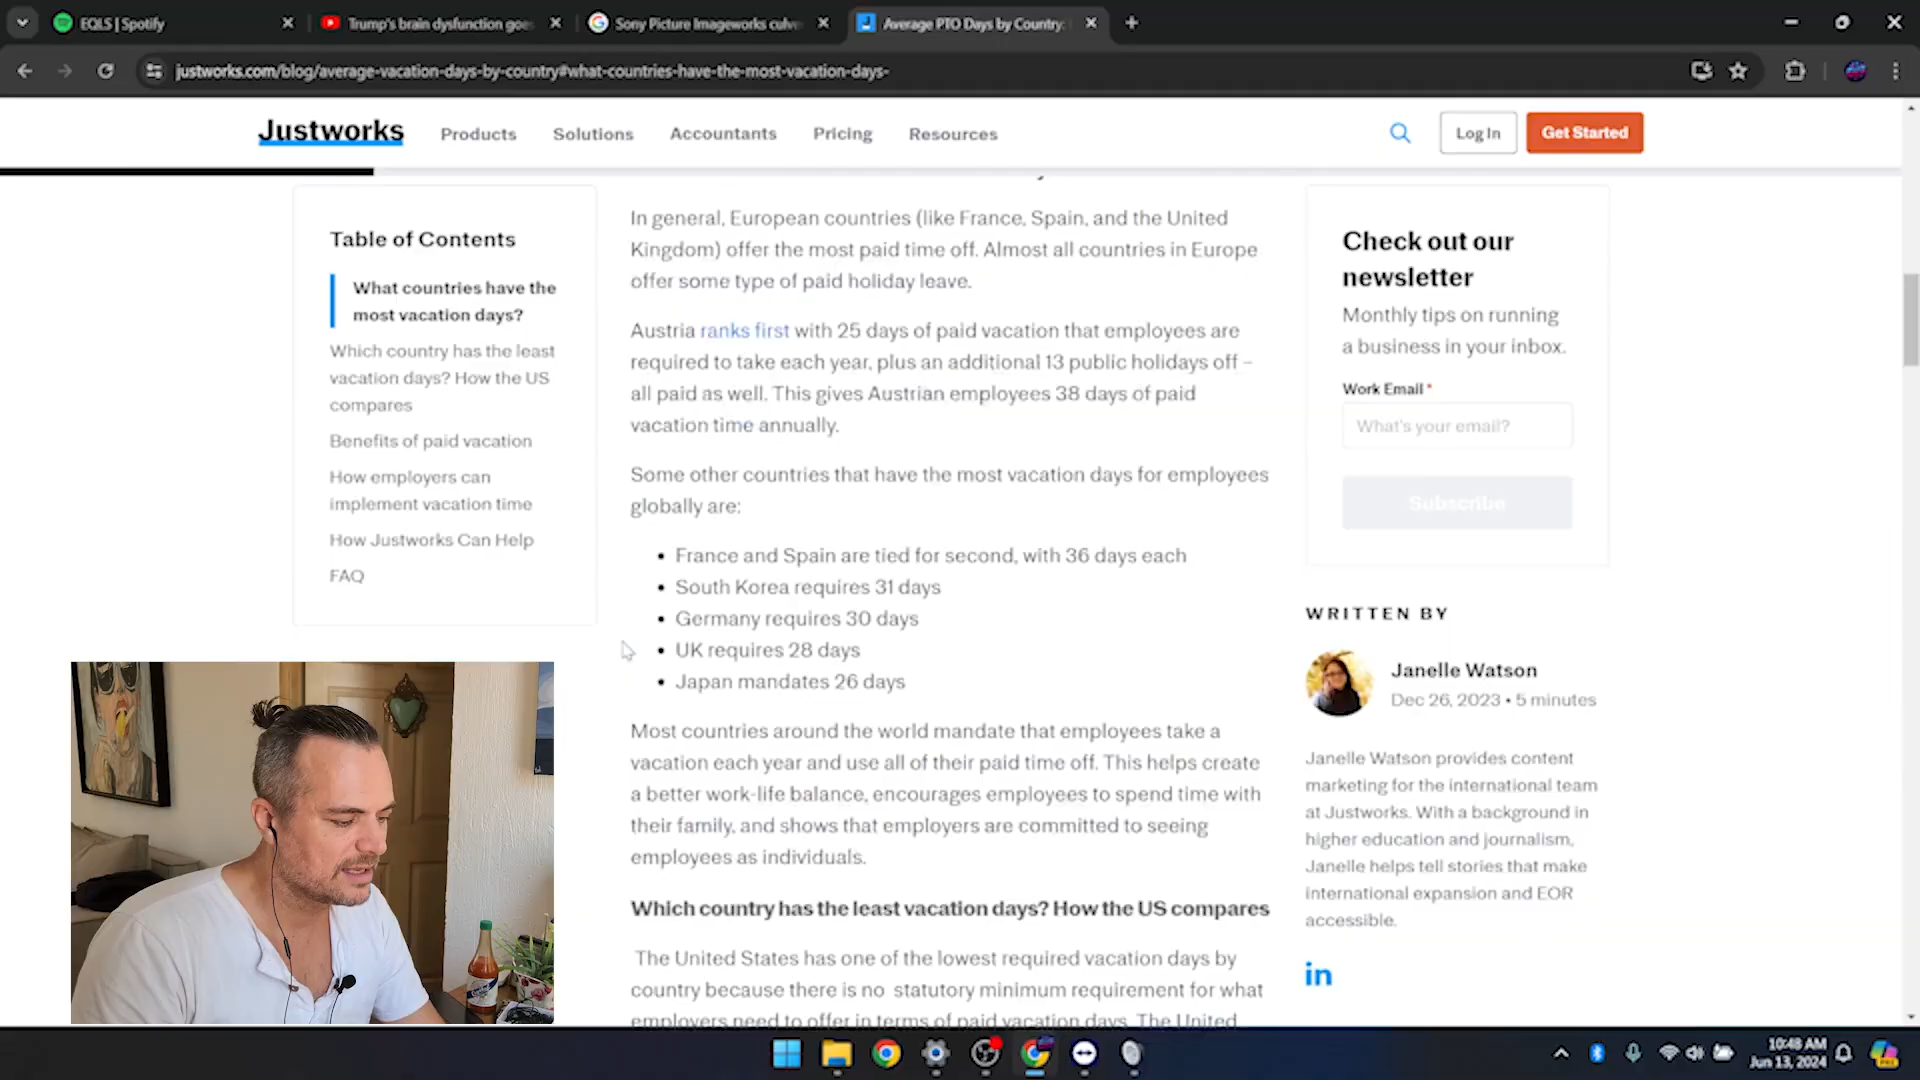 EQLS | Spotify
Trump's brain dysfunction goe
Sony Picture Imageworks culve
Average PTO Days by Country:
justworks.com/blog/average-vacation-days-by-country#what-countries-have-the-most-vacation-days-
Justworks
Products
Solutions
Accountants
Pricing
Resources
Log In
Get Started
Table of Contents
What countries have the
most vacation days?
Which country has the least
vacation days? How the US
compares
Benefits of paid vacation
How employers can
implement vacation time
How Justworks Can Help
FAQ
In general, European countries (like France, Spain, and the United
Kingdom) offer the most paid time off. Almost all countries in Europe
offer some type of paid holiday leave.
Austria ranks first with 25 days of paid vacation that employees are
required to take each year, plus an additional 13 public holidays off –
all paid as well. This gives Austrian employees 38 days of paid
vacation time annually.
Some other countries that have the most vacation days for employees
globally are:
• France and Spain are tied for second, with 36 days each
• South Korea requires 31 days
• Germany requires 30 days
• UK requires 28 days
• Japan mandates 26 days
Most countries around the world mandate that employees take a
vacation each year and use all of their paid time off. This helps create
a better work-life balance, encourages employees to spend time with
their family, and shows that employers are committed to seeing
employees as individuals.
Which country has the least vacation days? How the US compares
The United States has one of the lowest required vacation days by
country because there is no statutory minimum requirement for what
employers need to offer in terms of paid vacation days. The United
Check out our
newsletter
Monthly tips on running
a business in your inbox.
Work Email *
What's your email?
Subscribe
WRITTEN BY
Janelle Watson
Dec 26, 2023 • 5 minutes
Janelle Watson provides content
marketing for the international team
at Justworks. With a background in
higher education and journalism,
Janelle helps tell stories that make
international expansion and EOR
accessible.
in
10:48 AM
Jun 13, 2024